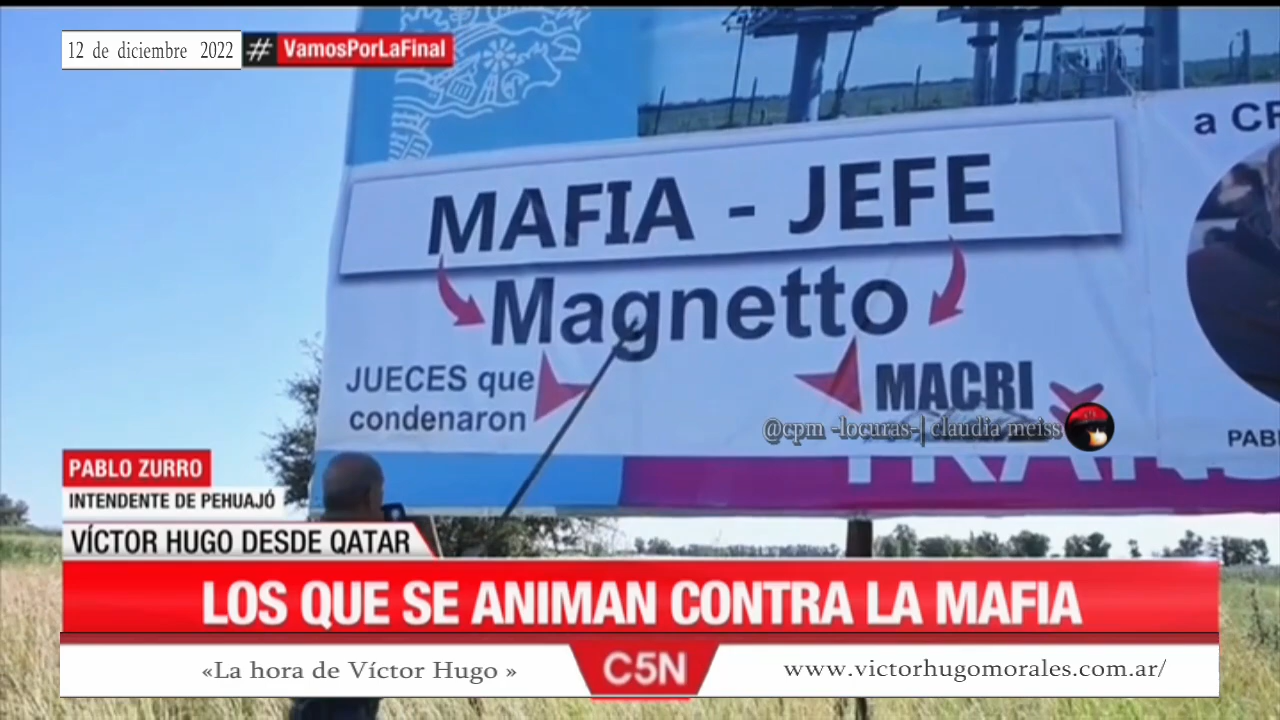 12 de diciembre 2022 # VamosPorLaFinal
a CR
MAFIA - JEFE
Magnetto
JUECES que
condenaron
MACRI
@cpm -locuras-| claudia meiss
PAB
TRANS
PABLO ZURRO
INTENDENTE DE PEHUAJÓ
VÍCTOR HUGO DESDE QATAR
LOS QUE SE ANIMAN CONTRA LA MAFIA
«La hora de Víctor Hugo »
C5N
www.victorhugomorales.com.ar/